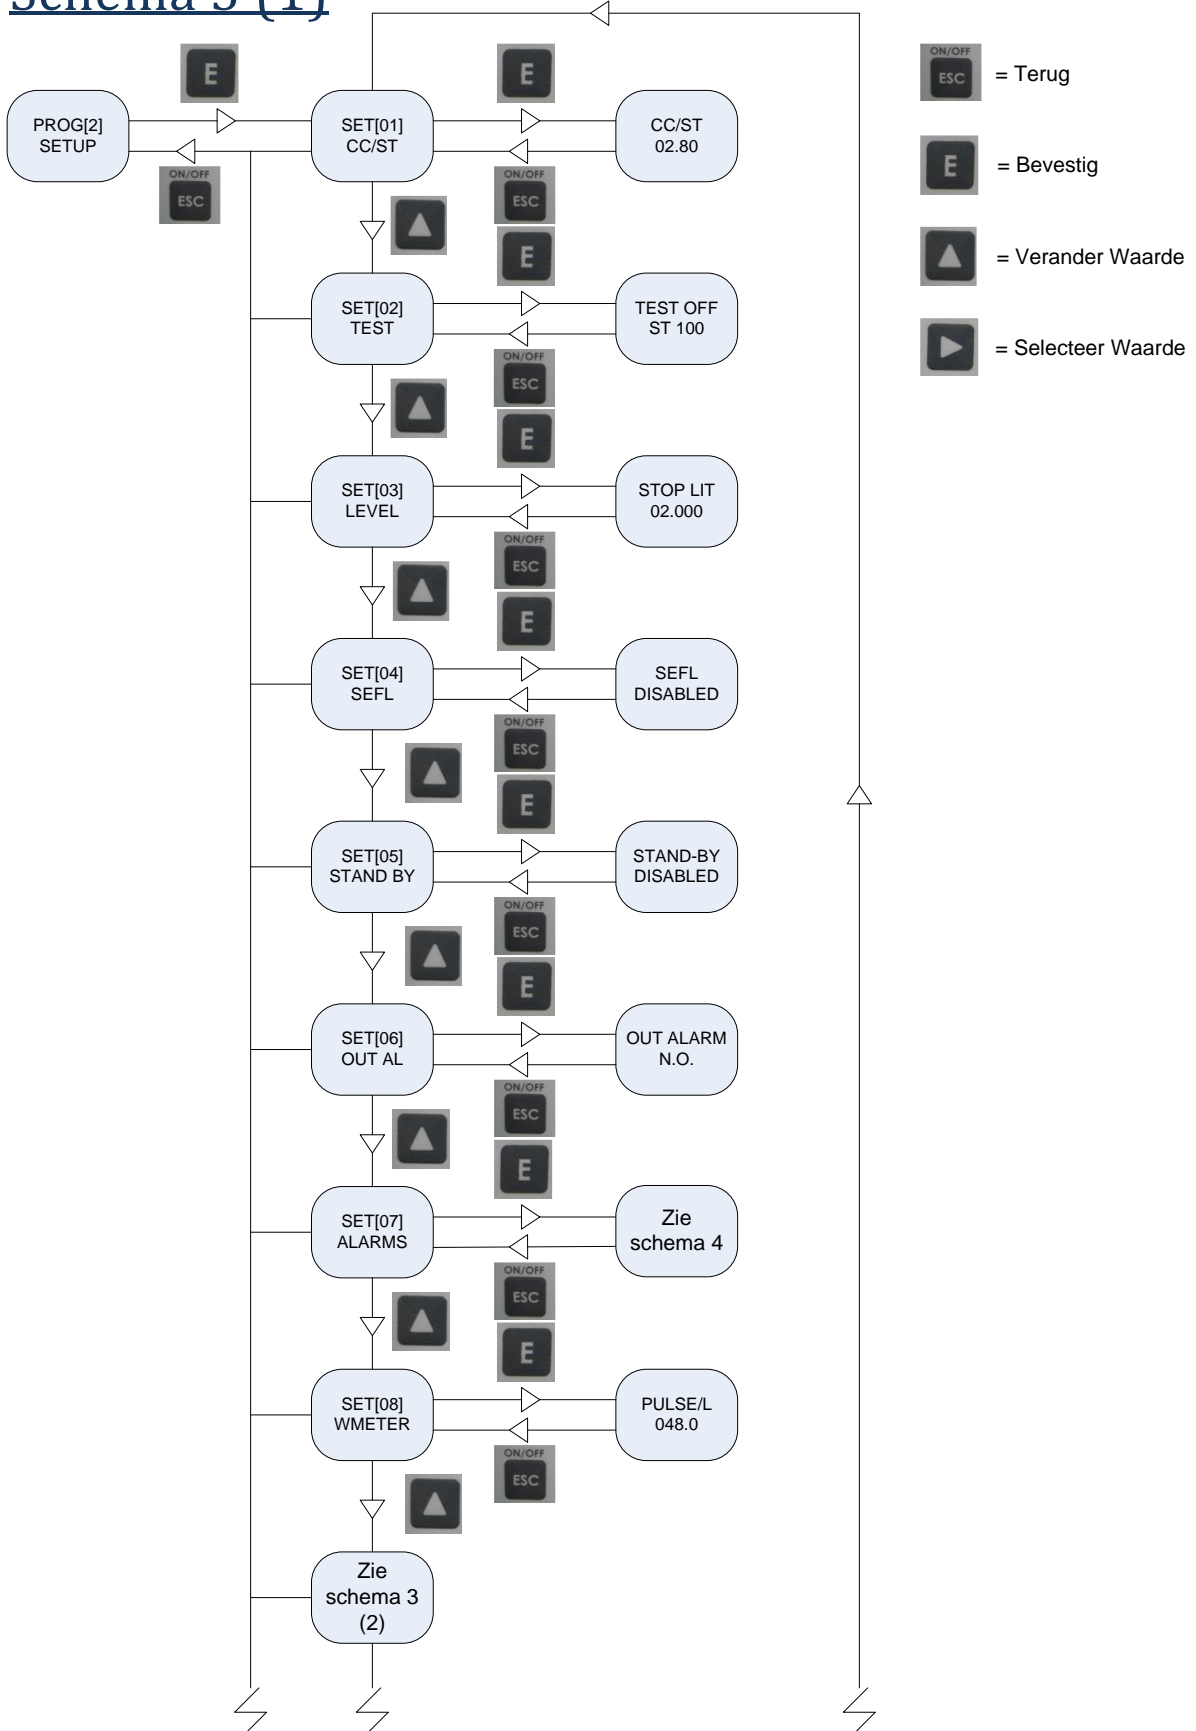 Schema 3 (1)
E
E
ON/OFF
ESC
= Terug
PROG[2]
SETUP
SET[01]
CC/ST
CC/ST
02.80
ON/OFF
ESC
ON/OFF
ESC
E
= Bevestig
E
= Verander Waarde
SET[02]
TEST
TEST OFF
ST 100
= Selecteer Waarde
ON/OFF
ESC
E
SET[03]
LEVEL
STOP LIT
02.000
ON/OFF
ESC
E
SET[04]
SEFL
SEFL
DISABLED
ON/OFF
ESC
E
SET[05]
STAND BY
STAND-BY
DISABLED
ON/OFF
ESC
E
SET[06]
OUT AL
OUT ALARM
N.O.
ON/OFF
ESC
E
SET[07]
ALARMS
Zie
schema 4
ON/OFF
ESC
E
SET[08]
WMETER
PULSE/L
048.0
ON/OFF
ESC
Zie
schema 3
(2)